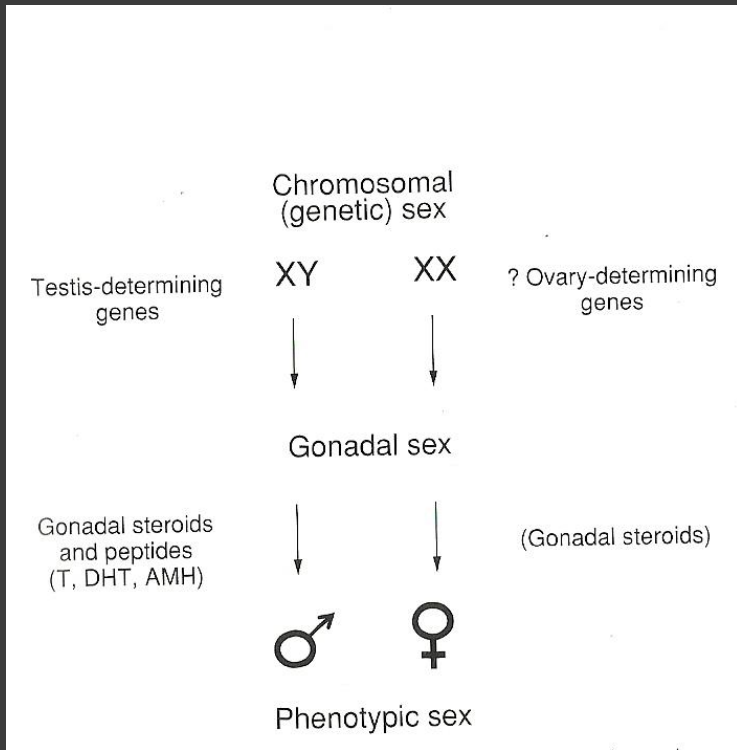 Chromosomal
(genetic) sex
XY
XX
Testis-determining
genes
? Ovary-determining
genes
Gonadal sex
Gonadal steroids
and peptides
(T, DHT, AMH)
(Gonadal steroids)
Phenotypic sex